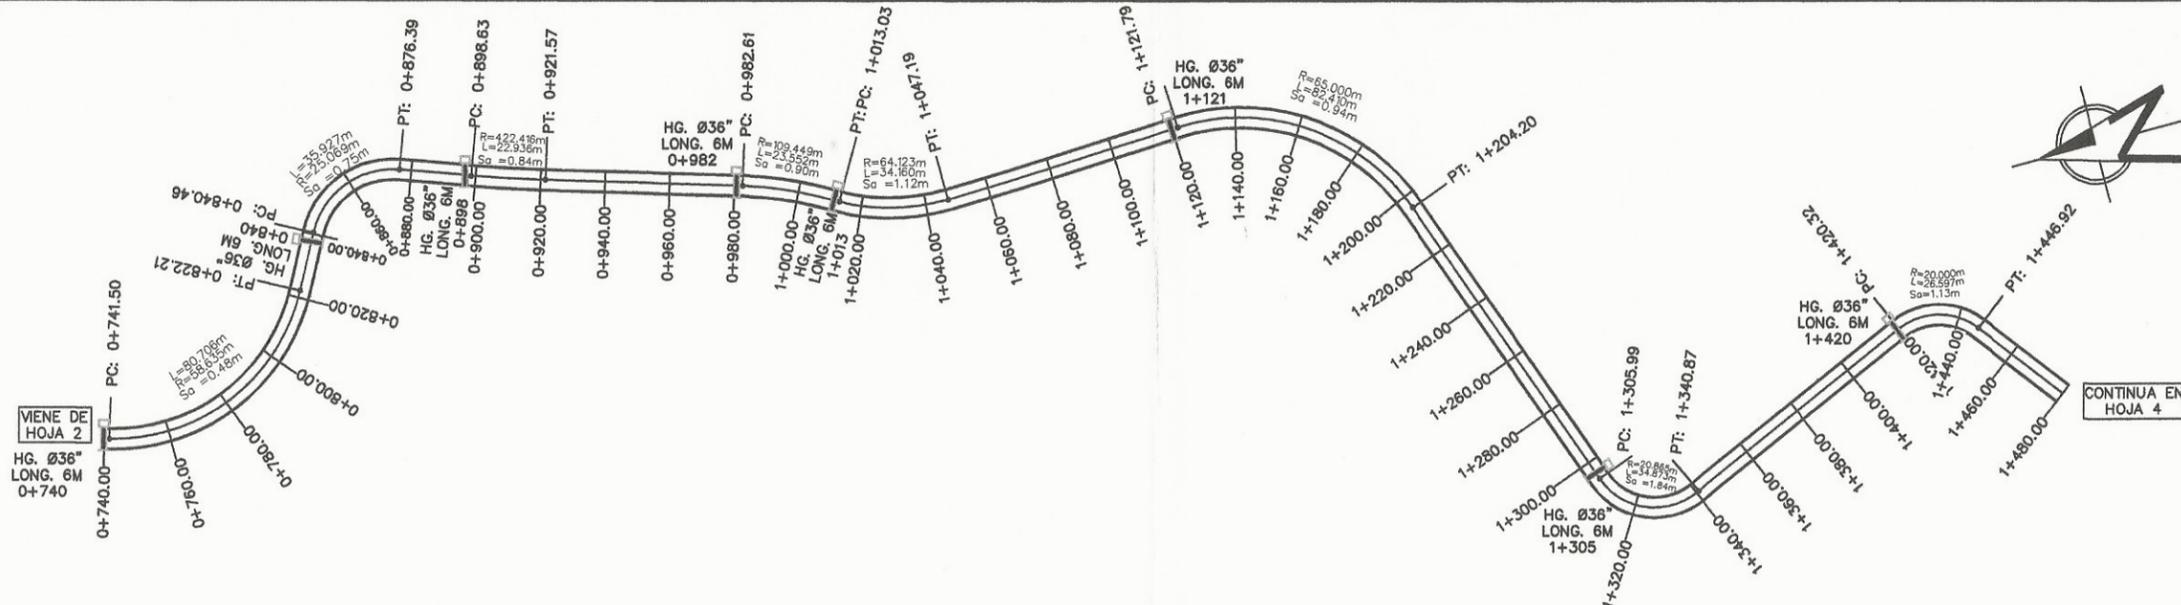 VIENE DE
HOJA 2
HG. Ø36"
LONG. 6M
0+740
0+740.00
PC: 0+741.50
0+760.00
L=80.706m
R=58.635m
Sa =0.48m
0+780.00
0+800.00
0+820.00
PT: 0+822.21
HG. Ø36"
LONG. 6M
0+840
PC: 0+840.46
0+840.00
L=35.927m
R=25.069m
Sa =0.75m
0+860.00
PT: 0+876.39
0+880.00
HG. Ø36"
LONG. 6M
0+898
PC: 0+898.63
0+900.00
R=422.416m
L=22.936m
Sa =0.84m
PT: 0+921.57
0+920.00
0+940.00
0+960.00
HG. Ø36"
LONG. 6M
0+982
PC: 0+982.61
0+980.00
R=109.449m
L=23.552m
Sa =0.90m
1+000.00
HG. Ø36"
LONG. 6M
1+013
PT:PC: 1+013.03
1+020.00
R=64.123m
L=34.160m
Sa =1.12m
PT: 1+047.19
1+040.00
1+060.00
1+080.00
1+100.00
PC: 1+121.79
HG. Ø36"
LONG. 6M
1+121
1+120.00
1+140.00
R=65.000m
L=82.410m
Sa =0.94m
1+160.00
1+180.00
PT: 1+204.20
1+200.00
1+220.00
1+240.00
1+260.00
1+280.00
1+300.00
HG. Ø36"
LONG. 6M
1+305
PC: 1+305.99
R=20.865m
L=34.873m
Sa =1.84m
1+320.00
PT: 1+340.87
1+340.00
1+360.00
1+380.00
1+400.00
HG. Ø36"
LONG. 6M
1+420
PC: 1+420.32
1+420.00
R=20.000m
L=26.597m
Sa=1.13m
1+440.00
PT: 1+446.92
1+460.00
1+480.00
CONTINUA EN
HOJA 4